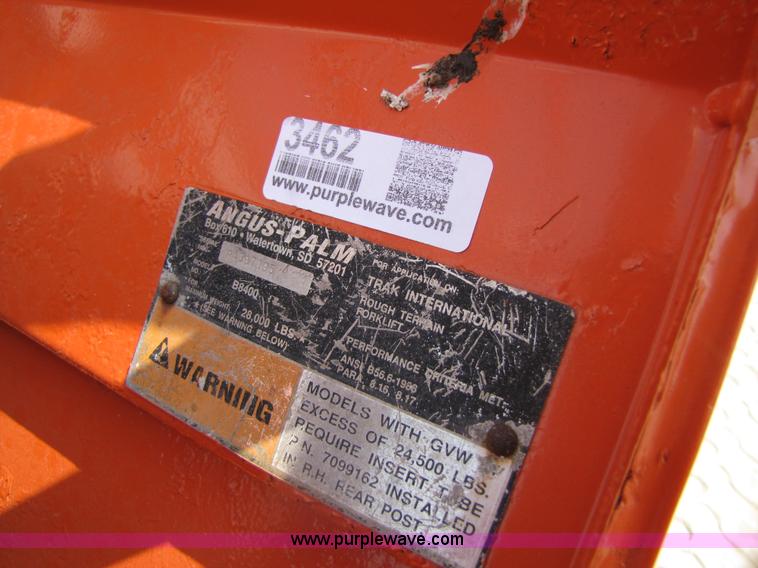 3462
www.purplewave.com
ANGUS-PALM
Box 610 • Watertown, SD 57201
MODEL NO. B8400
WEIGHT 28,000 LBS.
(SEE WARNING BELOW)
FOR APPLICATION ON:
TRAK INTERNATIONAL
ROUGH TERRAIN
FORKLIFT
PERFORMANCE CRITERIA MET:
ANSI B56.6-1986
PARA. 8.15, 8.17.
WARNING
MODELS WITH GVW
EXCESS OF 24,500 LBS.
REQUIRE INSERT TUBE
P.N. 7099162 INSTALLED
IN R.H. REAR POST
www.purplewave.com